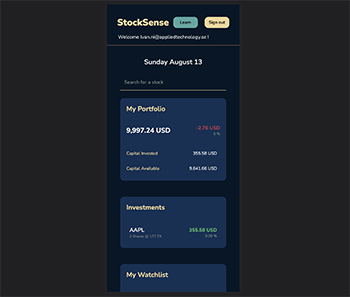 StockSense
Learn
Sign out
Welcome ivan.ni@appliedtechnology.se !
Sunday August 13
Search for a stock
My Portfolio
9,997.24 USD
-2.76 USD
0 %
Capital Invested
355.58 USD
Capital Available
9,641.66 USD
Investments
AAPL
355.58 USD
2 Shares @ 177.79
0.00 %
My Watchlist